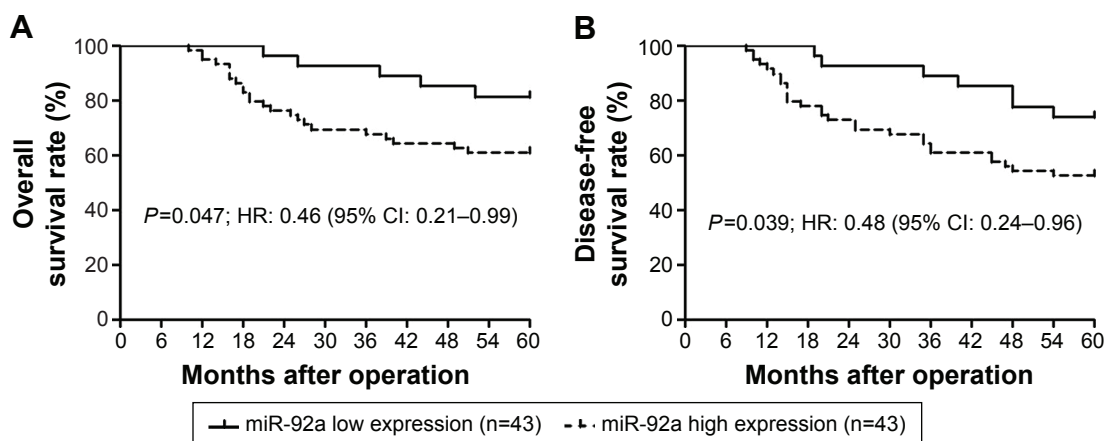 A
Overall
survival rate (%)
100
80
60
40
20
0
P=0.047; HR: 0.46 (95% CI: 0.21–0.99)
0 6 12 18 24 30 36 42 48 54 60
Months after operation
B
Disease-free
survival rate (%)
100
80
60
40
20
0
P=0.039; HR: 0.48 (95% CI: 0.24–0.96)
0 6 12 18 24 30 36 42 48 54 60
Months after operation
miR-92a low expression (n=43) miR-92a high expression (n=43)